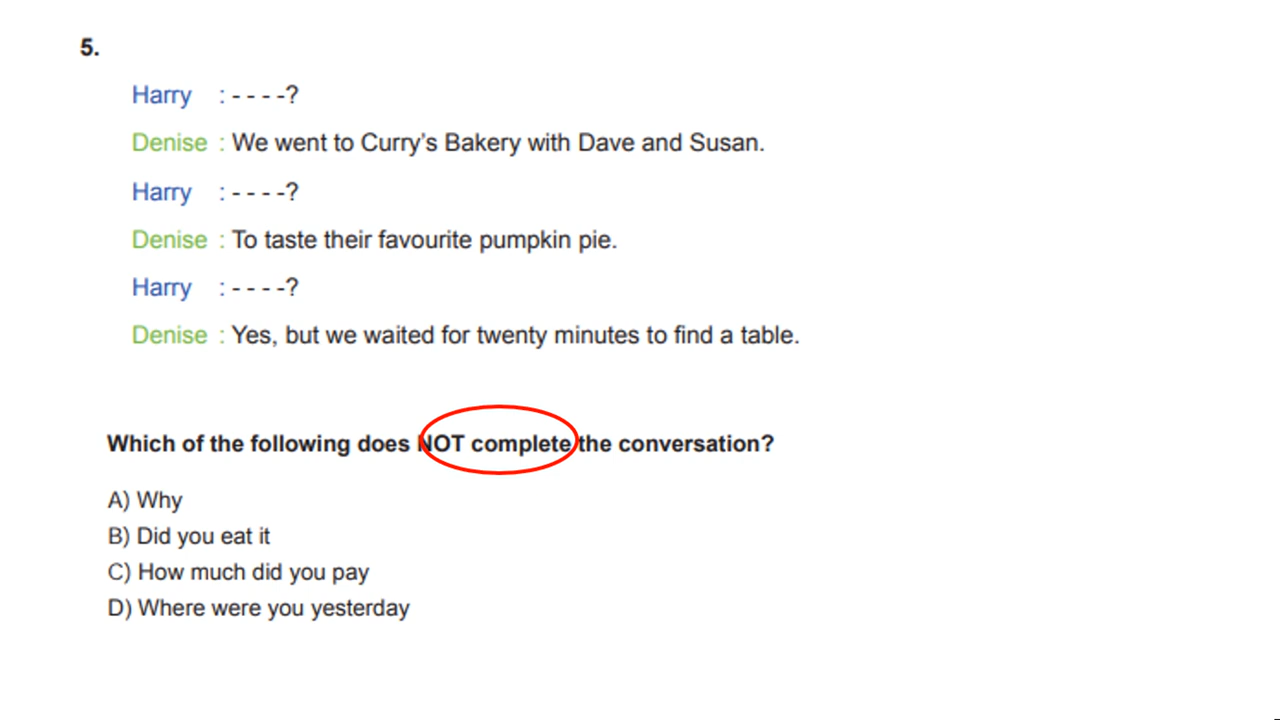 5.
Harry : - - - -?
Denise : We went to Curry's Bakery with Dave and Susan.
Harry : - - - -?
Denise : To taste their favourite pumpkin pie.
Harry : - - - -?
Denise : Yes, but we waited for twenty minutes to find a table.
Which of the following does NOT complete the conversation?
A) Why
B) Did you eat it
C) How much did you pay
D) Where were you yesterday